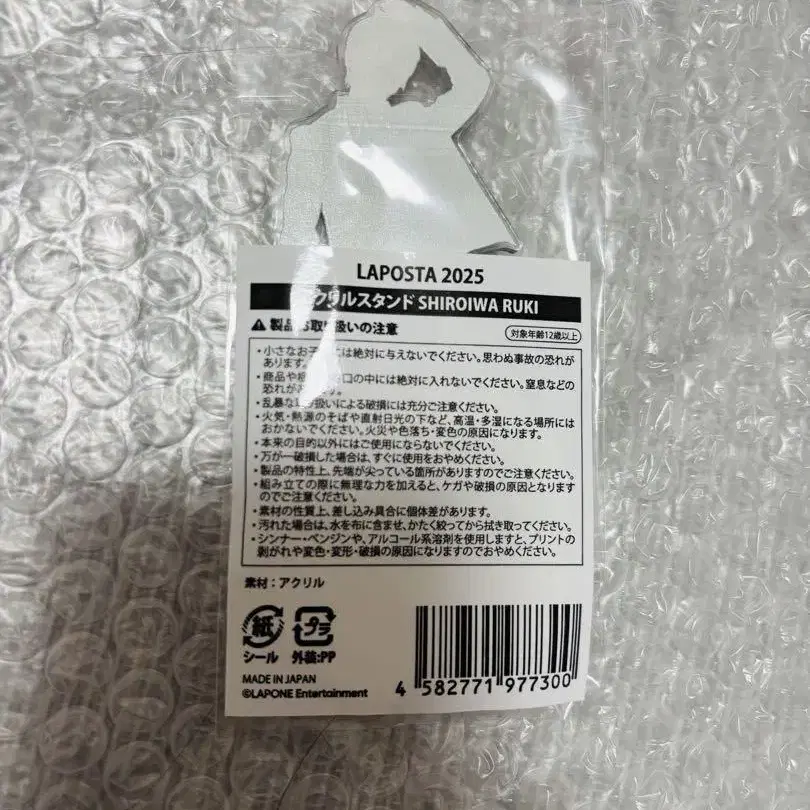 LAPOSTA 2025
クリルスタンド SHIROIWA RUKI
製品 取 扱いの注意
対象年齢12歳以上
・小さなお子 には絶対に与えないでください。思わぬ事故の恐れが
あります。
・商品や 口の中には絶対に入れないでください。窒息などの
恐れが
・乱暴な 扱いによる破損には充分ご注意ください。
・火気・熱源のそばや直射日光の下など、高温・多湿になる場所には
おかないでください。火災や色落ち・変色の原因になります。
・本来の目的以外にはご使用にならないでください。
・万が一破損した場合は、すぐに使用をおやめください。
・製品の特性上、先端が尖っている箇所がありますのでご注意ください。
・組み立ての際に無理な力を加えると、ケガや破損の原因となります
のでご注意ください。
・素材の性質上、差し込み具合に個体差があります。
・汚れた場合は、水を布に含ませ、かたく絞ってから拭き取ってください。
・シンナー・ベンジンや、アルコール系溶剤を使用しますと、プリントの
剥がれや変色・変形・破損の原因になりますのでおやめください。
素材：アクリル
紙 プラ
シール 外装:PP
MADE IN JAPAN
©LAPONE Entertainment
4 582771 977300